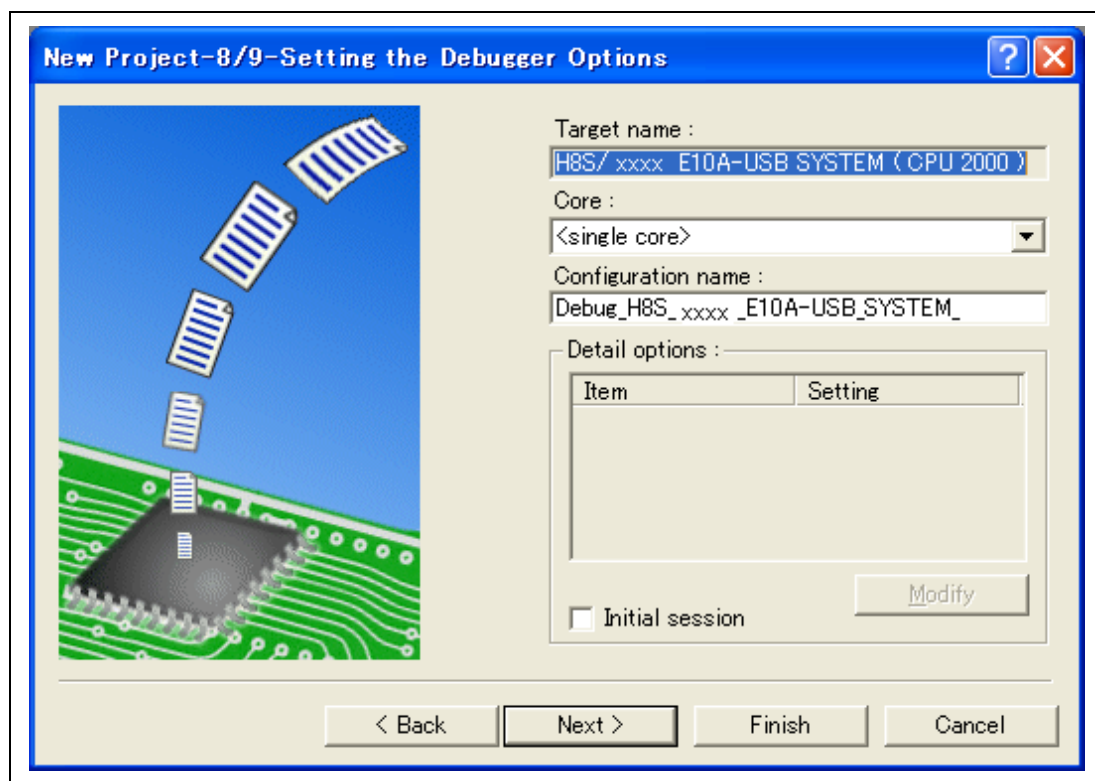 New Project-8/9-Setting the Debugger Options
Target name :
H8S/ xxxx E10A-USB SYSTEM ( CPU 2000 )
Core :
<single core>
Configuration name :
Debug_H8S_ xxxx _E10A-USB_SYSTEM_
Detail options :
Item Setting
Modify
Initial session
< Back Next > Finish Cancel